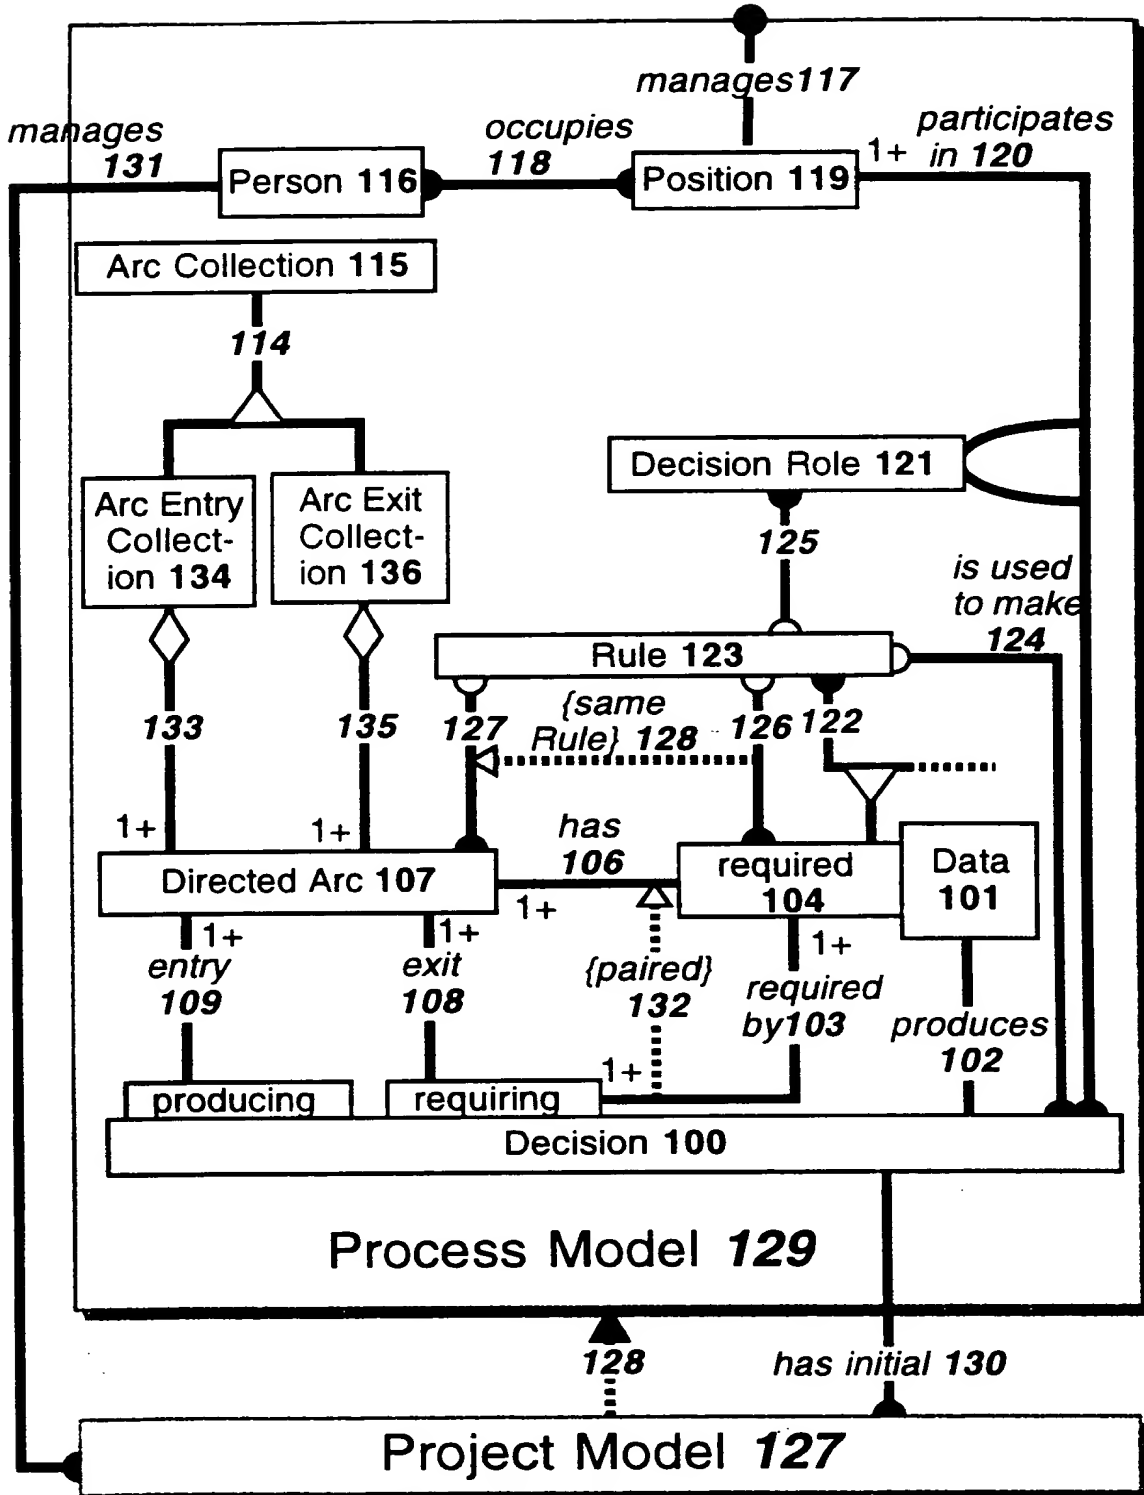 manages 117
manages
131
occupies
118
participates
1+ in 120
Person 116
Position 119
Arc Collection 115
114
Decision Role 121
Arc Entry
Collect-
ion 134
Arc Exit
Collect-
ion 136
125
is used
to make
124
Rule 123
133
135
127
{same
Rule} 128
126
122
1+
1+
has
106
Directed Arc 107
1+
required
104
Data
101
1+
entry
109
1+
exit
108
{paired}
132
1+
required
by103
produces
102
1+
producing
requiring
Decision 100
Process Model 129
128
has initial 130
Project Model 127